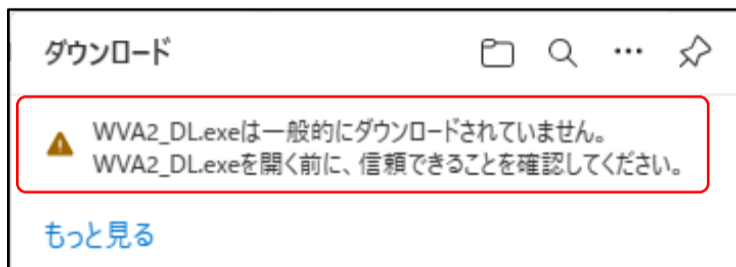 ダウンロード
WVA2_DL.exeは一般的にダウンロードされていません。
WVA2_DL.exeを開く前に、信頼できることを確認してください。
もっと見る